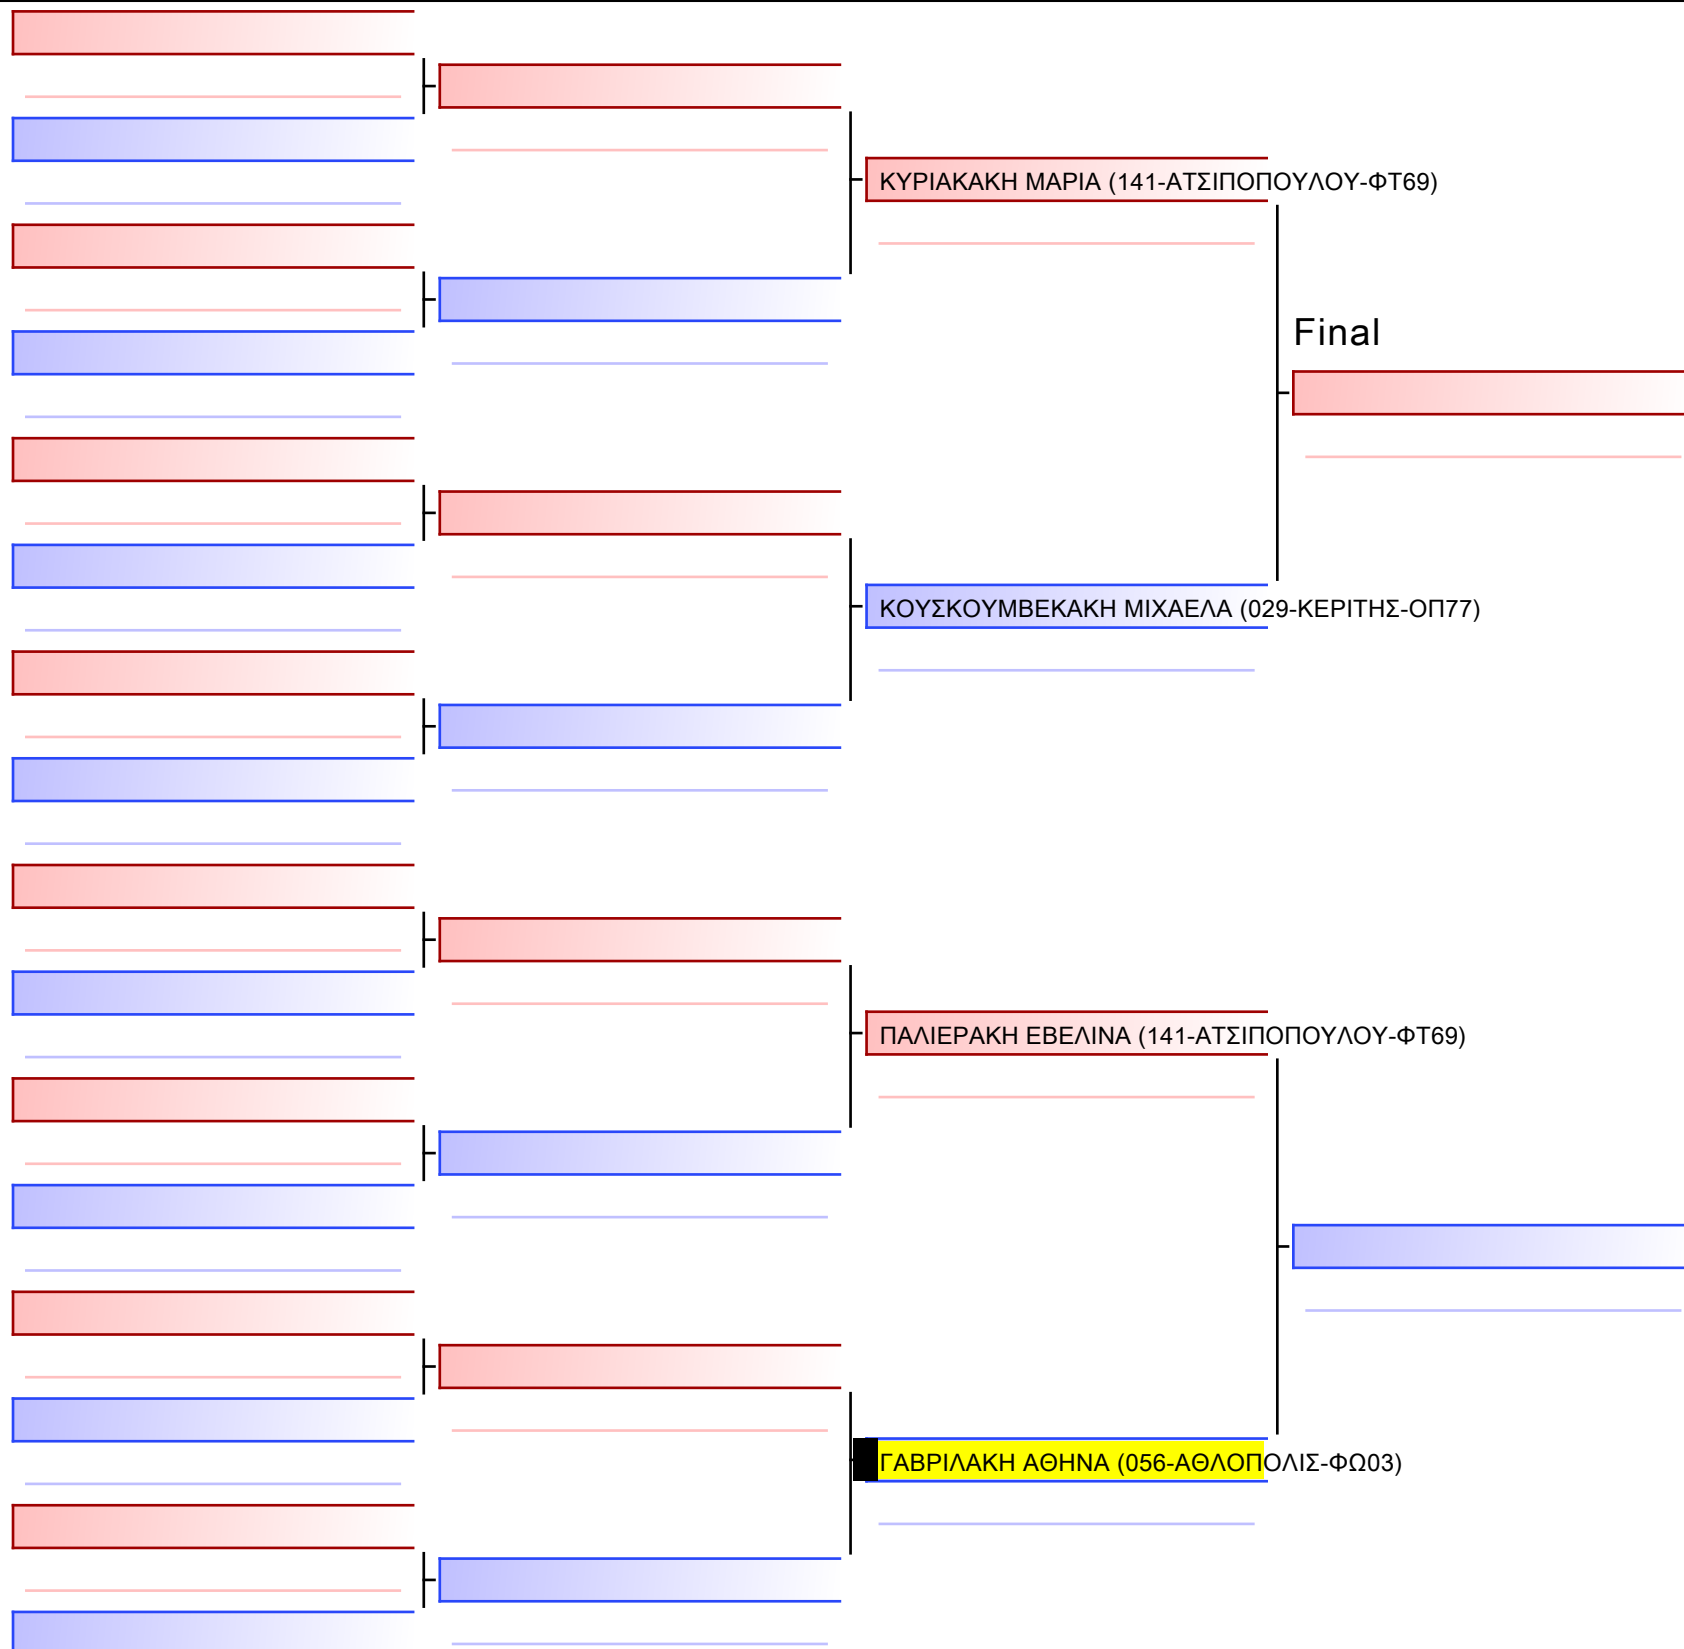 ΚΥΡΙΑΚΑΚΗ ΜΑΡΙΑ (141-ΑΤΣΙΠΟΠΟΥΛΟΥ-ΦΤ69)
Final
ΚΟΥΣΚΟΥΜΒΕΚΑΚΗ ΜΙΧΑΕΛΑ (029-ΚΕΡΙΤΗΣ-ΟΠ77)
ΠΑΛΙΕΡΑΚΗ ΕΒΕΛΙΝΑ (141-ΑΤΣΙΠΟΠΟΥΛΟΥ-ΦΤ69)
ΓΑΒΡΙΛΑΚΗ ΑΘΗΝΑ (056-ΑΘΛΟΠΟΛΙΣ-ΦΩ03)